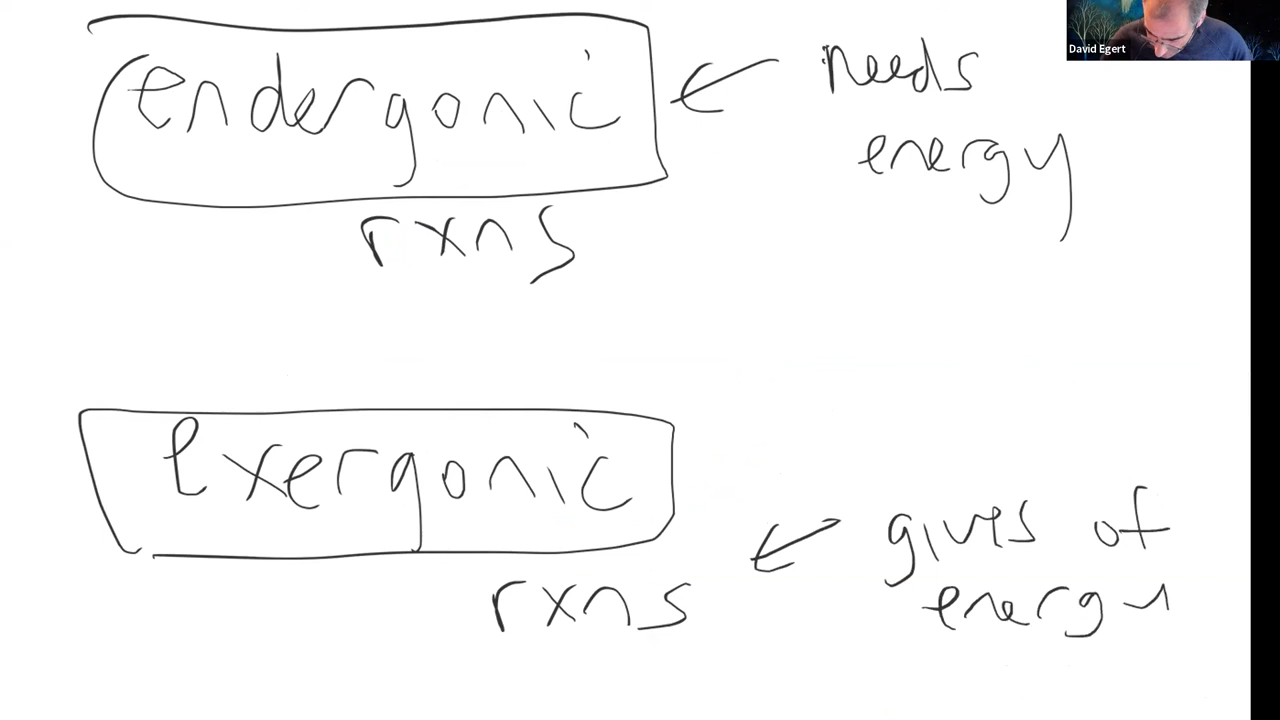 endergonic
rxns
needs
energy
David Egert
exergonic
rxns
gives of
energy